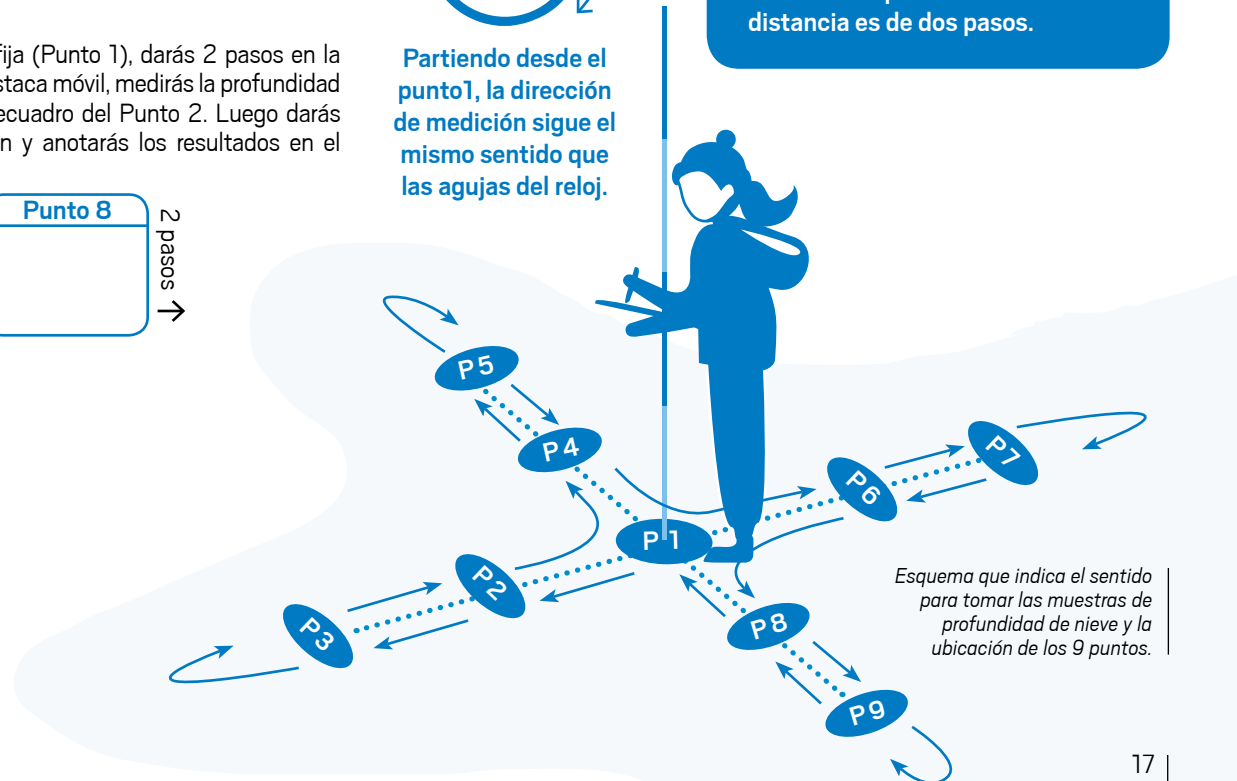 fija (Punto 1), darás 2 pasos en la
staca móvil, medirás la profundidad
ecuadro del Punto 2. Luego darás
n y anotarás los resultados en el
Punto 8
2 pasos →
Partiendo desde el
punto1, la dirección
de medición sigue el
mismo sentido que
las agujas del reloj.
distancia es de dos pasos.
P5
P4
P7
P6
P1
P2
P3
P8
P9
Esquema que indica el sentido
para tomar las muestras de
profundidad de nieve y la
ubicación de los 9 puntos.
17